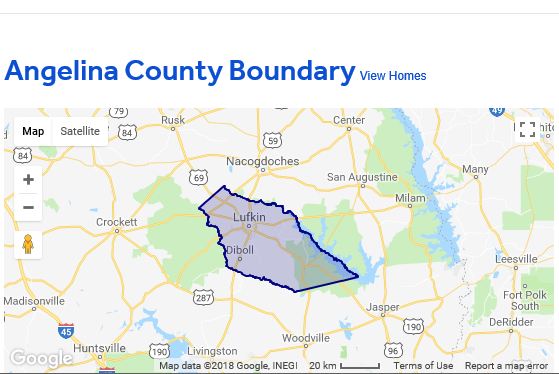 Angelina County Boundary View Homes
Map Satellite
79
84
Rusk
Center
49
59
84
Nacogdoches
69
San Augustine
Many
Milam
Crockett
Lufkin
Diboll
Leesville
287
Fort Polk
South
Madisonville
Jasper
190
DeRidder
45
Woodville
Huntsville
190
Livingston
96
Google
Map data ©2018 Google, INEGI 20 km Terms of Use Report a map error